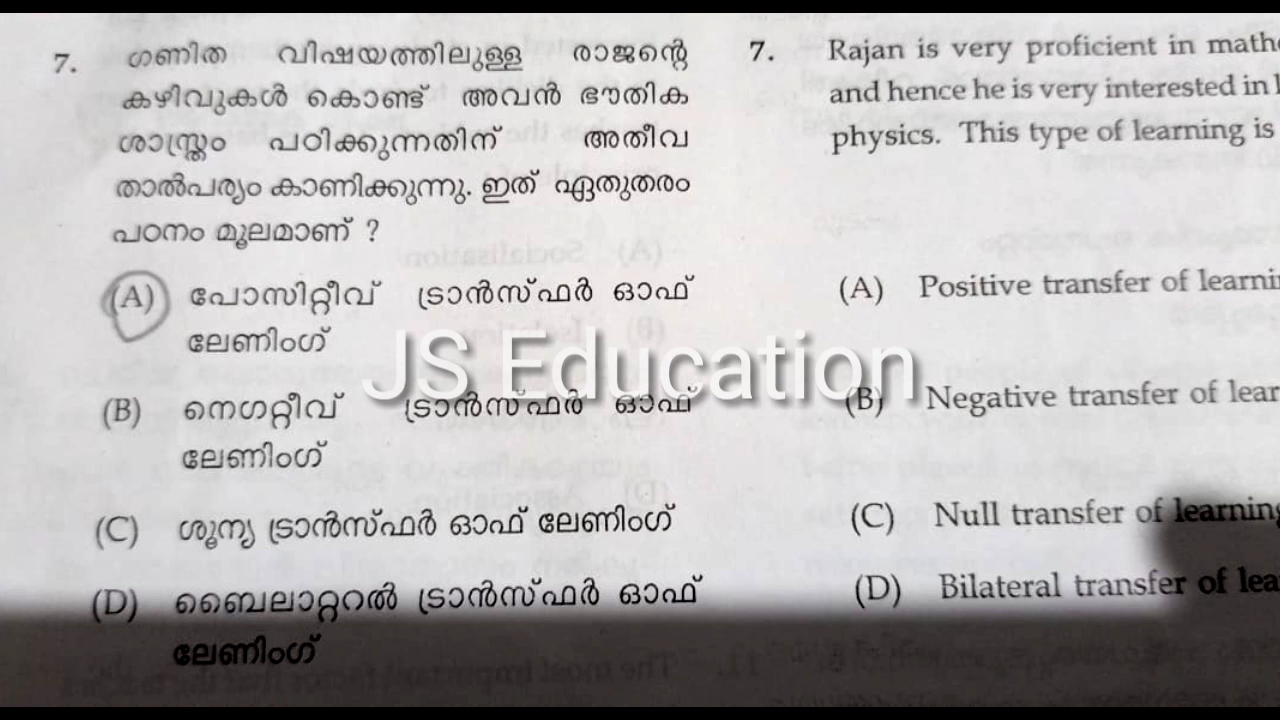 7. ഗണിത വിഷയത്തിലുള്ള രാജന്റെ
കഴിവുകൾ കൊണ്ട് അവൻ ഭൗതിക
ശാസ്ത്രം പഠിക്കുന്നതിന് അതീവ
താൽപര്യം കാണിക്കുന്നു. ഇത് ഏതുതരം
പഠനം മൂലമാണ് ?
(A) പോസിറ്റീവ് ട്രാൻസ്ഫർ ഓഫ്
ലേണിംഗ്
(B) നെഗറ്റീവ് ട്രാൻസ്ഫർ ഓഫ്
ലേണിംഗ്
(C) ശൂന്യ ട്രാൻസ്ഫർ ഓഫ് ലേണിംഗ്
(D) ബൈലാറ്ററൽ ട്രാൻസ്ഫർ ഓഫ്
ലേണിംഗ്
7. Rajan is very proficient in math
and hence he is very interested in
physics. This type of learning is
(A) Positive transfer of learni
(B) Negative transfer of lear
(C) Null transfer of learning
(D) Bilateral transfer of lea
JS Education